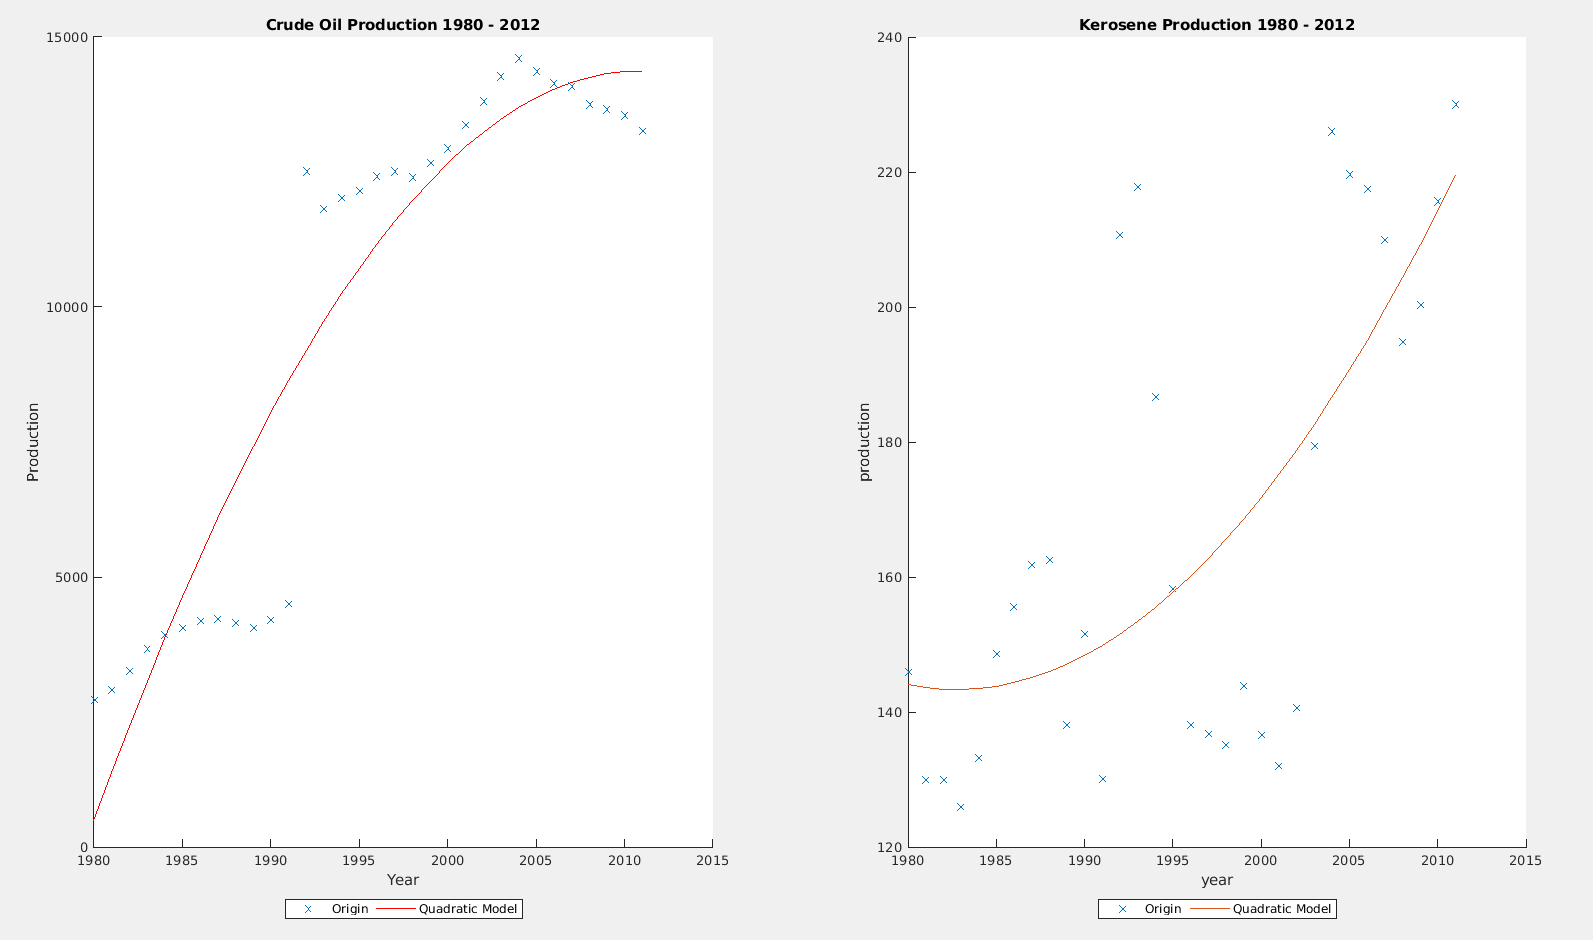 Crude Oil Production 1980 - 2012
15000
10000
5000
0
Production
1980 1985 1990 1995 2000 2005 2010 2015
Year
Origin Quadratic Model
Kerosene Production 1980 - 2012
240
220
200
180
160
140
120
production
1980 1985 1990 1995 2000 2005 2010 2015
year
Origin Quadratic Model